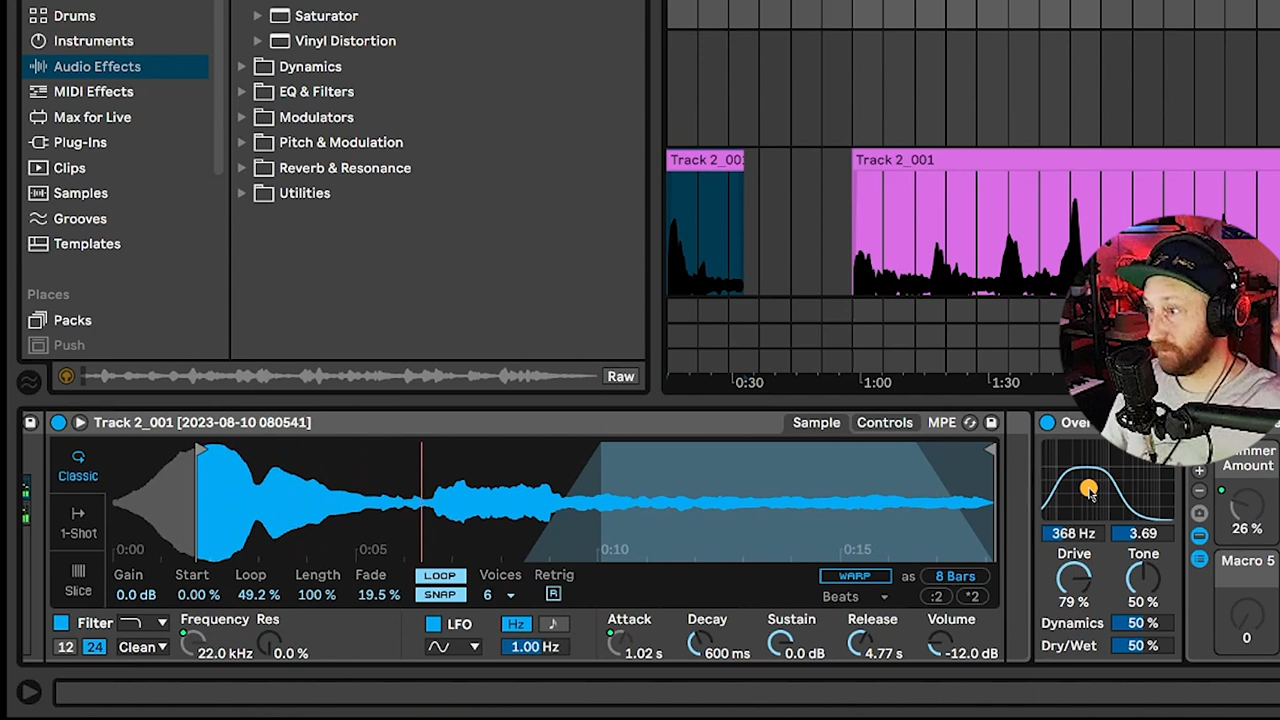 Drums
Instruments
Audio Effects
MIDI Effects
Max for Live
Plug-Ins
Clips
Samples
Grooves
Templates
Places
Packs
Push
Saturator
Vinyl Distortion
Dynamics
EQ & Filters
Modulators
Pitch & Modulation
Reverb & Resonance
Utilities
Raw
Track 2_00
Track 2_001
0:30
1:00
1:30
Track 2_001 [2023-08-10 080541]
Sample
Controls
MPE
Classic
1-Shot
Slice
0:00
0:05
0:10
0:15
Gain
0.0 dB
Start
0.00 %
Loop
49.2 %
Length
100 %
Fade
19.5 %
LOOP
SNAP
Voices
6
Retrig
R
WARP
as
8 Bars
Beats
:2
*2
Filter
12
24
Clean
Frequency
22.0 kHz
Res
0.0 %
LFO
Hz
1.00 Hz
Attack
1.02 s
Decay
600 ms
Sustain
0.0 dB
Release
4.77 s
Volume
-12.0 dB
368 Hz
3.69
Drive
79 %
Tone
50 %
Dynamics
50 %
Dry/Wet
50 %
Amount
26 %
Macro 5
0